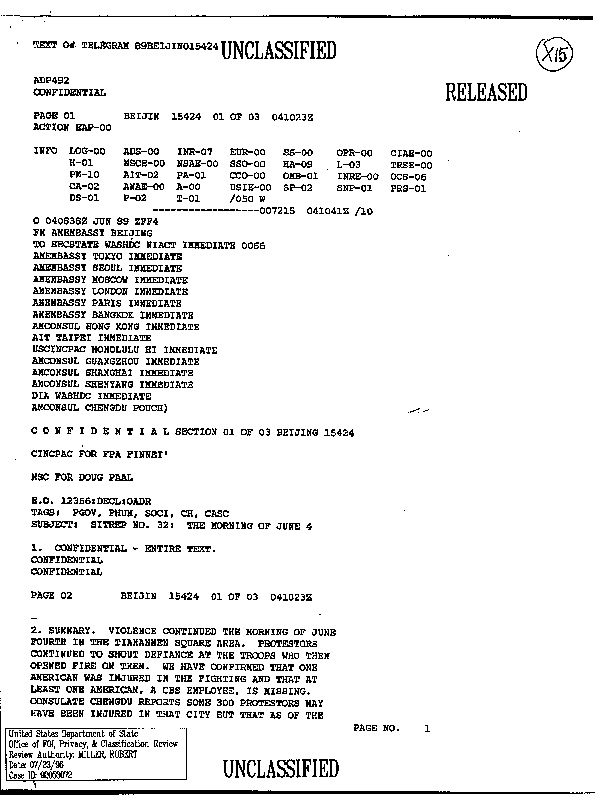 TEXT OF TELEGRAM 89BEIJING015424 UNCLASSIFIED
X15
ADP492
CONFIDENTIAL
RELEASED
PAGE 01 BEIJIN 15424 01 OF 03 041023Z
ACTION EAP-00
INFO LOG-00 ADS-00 INR-07 EUR-00 SS-00 OPR-00 CIAE-00
H-01 NSCE-00 NSAE-00 SSO-00 HA-09 L-03 TRSE-00
PM-10 AIT-02 PA-01 CCO-00 OMB-01 INRE-00 OCS-06
CA-02 ANAE-00 A-00 USIE-00 SP-02 SNP-01 PRS-01
DS-01 P-02 T-01 /050 W
------------------007215 041041Z /10
O 040638Z JUN 89 ZFF4
FM AMEMBASSY BEIJING
TO SECSTATE WASHDC NIACT IMMEDIATE 0066
AMEMBASSY TOKYO IMMEDIATE
AMEMBASSY SEOUL IMMEDIATE
AMEMBASSY MOSCOW IMMEDIATE
AMEMBASSY LONDON IMMEDIATE
AMEMBASSY PARIS IMMEDIATE
AMEMBASSY BANGKOK IMMEDIATE
AMCONSUL HONG KONG IMMEDIATE
AIT TAIPEI IMMEDIATE
USCINCPAC HONOLULU HI IMMEDIATE
AMCONSUL GUANGZHOU IMMEDIATE
AMCONSUL SHANGHAI IMMEDIATE
AMCONSUL SHENYANG IMMEDIATE
DIA WASHDC IMMEDIATE
AMCONSUL CHENGDU POUCH)
C O N F I D E N T I A L SECTION 01 OF 03 BEIJING 15424
CINCPAC FOR FPA FINNEY'
NSC FOR DOUG PAAL
E.O. 12356:DECL:OADR
TAGS: PGOV, PHUM, SOCI, CH, CASC
SUBJECT: SITREP NO. 32: THE MORNING OF JUNE 4
1. CONFIDENTIAL - ENTIRE TEXT.
CONFIDENTIAL
CONFIDENTIAL
PAGE 02 BEIJIN 15424 01 OF 03 041023Z
2. SUMMARY. VIOLENCE CONTINUED THE MORNING OF JUNE
FOURTH IN THE TIANANMEN SQUARE AREA. PROTESTORS
CONTINUED TO SHOUT DEFIANCE AT THE TROOPS WHO THEN
OPENED FIRE ON THEM. WE HAVE CONFIRMED THAT ONE
AMERICAN WAS INJURED IN THE FIGHTING AND THAT AT
LEAST ONE AMERICAN, A CBS EMPLOYEE, IS MISSING.
CONSULATE CHENGDU REPORTS SOME 300 PROTESTORS MAY
HAVE BEEN INJURED IN THAT CITY BUT THAT AS OF THE
PAGE NO. 1
United States Department of State
Office of FOI, Privacy, & Classification Review
Review Authority: MILLER, ROBERT
Date: 07/23/96
Case ID:
UNCLASSIFIED